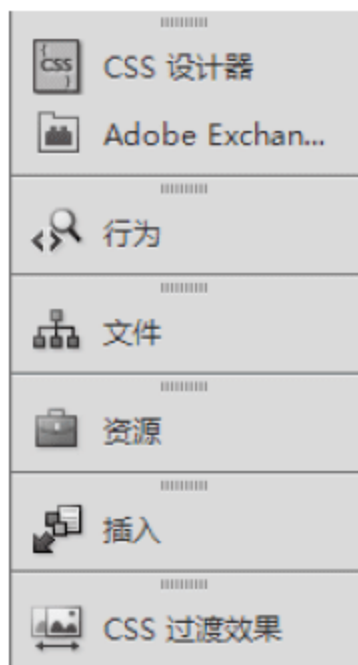 {css}
CSS 设计器
Adobe Exchan...
行为
文件
资源
插入
CSS 过渡效果